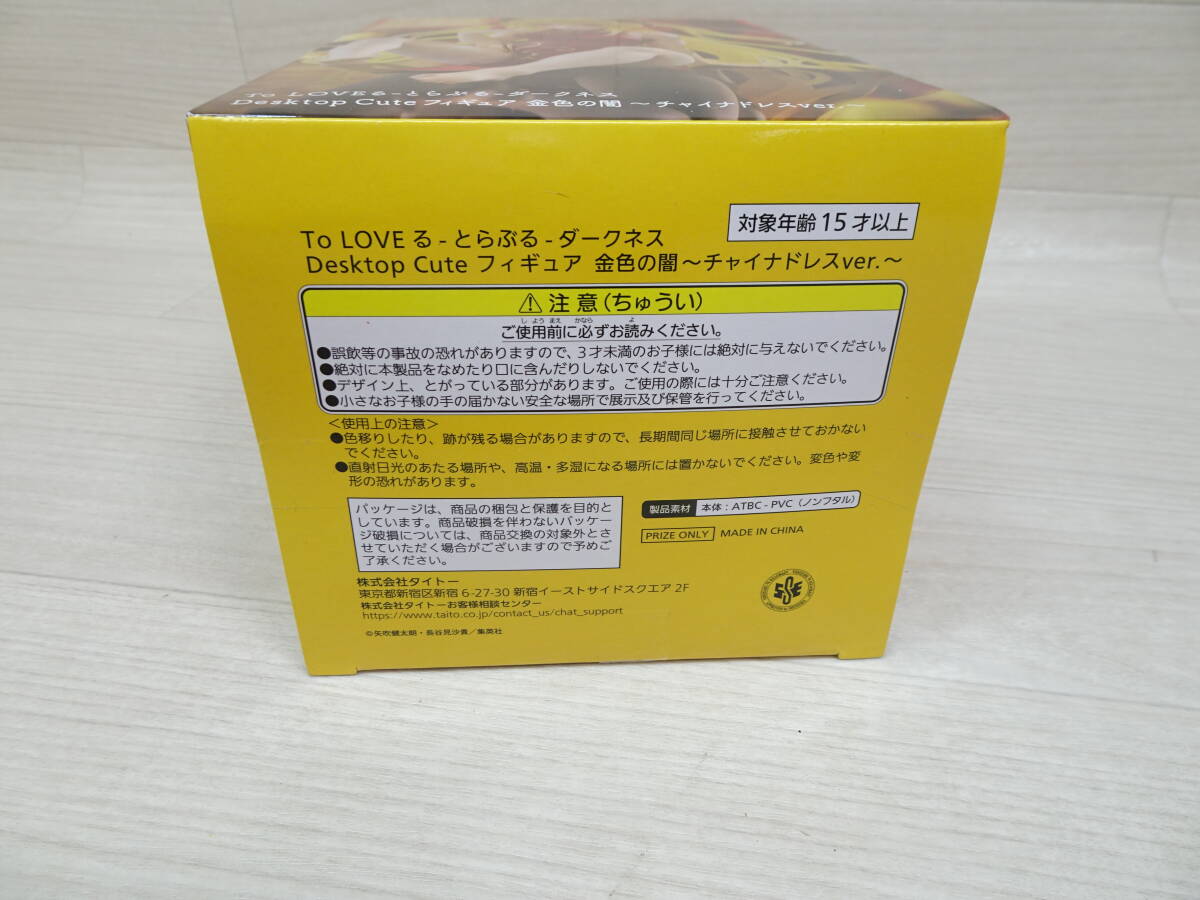 To LOVEる-とらぶる-ダークネス
Desktop Cute フィギュア 金色の闇 ～チャイナドレスver.～
対象年齢 15 才以上
To LOVE る - とらぶる - ダークネス
Desktop Cute フィギュア 金色の闇～チャイナドレスver.～
⚠ 注 意 (ちゅうい)
しようまえ かなら よ
ご使用前に必ずお読みください。
●誤飲等の事故の恐れがありますので、3才未満のお子様には絶対に与えないでください。
●絶対に本製品をなめたり口に含んだりしないでください。
●デザイン上、とがっている部分があります。ご使用の際には十分ご注意ください。
●小さなお子様の手の届かない安全な場所で展示及び保管を行ってください。
＜使用上の注意＞
●色移りしたり、跡が残る場合がありますので、長期間同じ場所に接触させておかない
でください。
●直射日光のあたる場所や、高温・多湿になる場所には置かないでください。変色や変
形の恐れがあります。
パッケージは、商品の梱包と保護を目的と
しています。商品破損を伴わないパッケー
ジ破損については、商品交換の対象外とさ
せていただく場合がございますので予めご
了承ください。
製品素材 本体：ATBC - PVC（ノンフタル）
PRIZE ONLY MADE IN CHINA
株式会社タイトー
東京都新宿区新宿 6-27-30 新宿イーストサイドスクエア 2F
株式会社タイトーお客様相談センター
https://www.taito.co.jp/contact_us/chat_support
©矢吹健太朗・長谷見沙貴／集英社